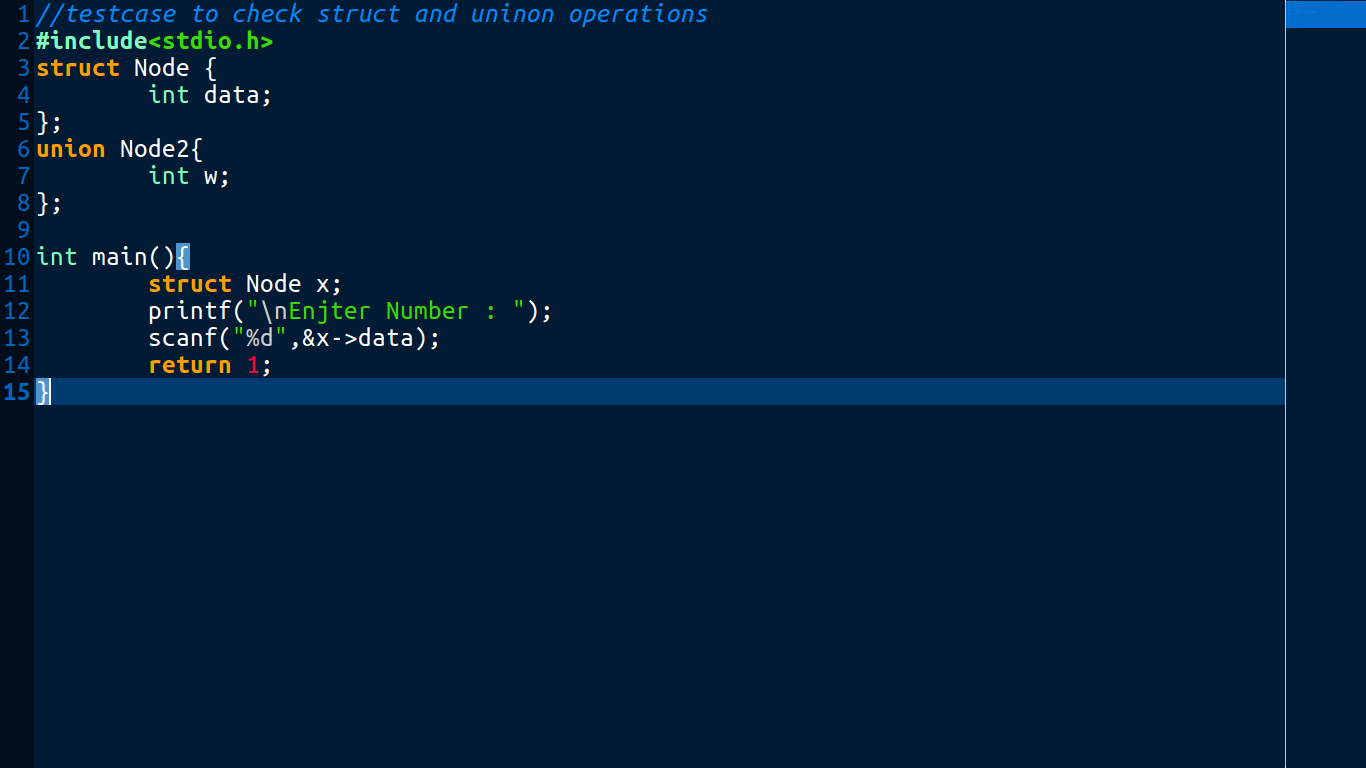 1 //testcase to check struct and uninon operations
2 #include<stdio.h>
3 struct Node {
4 int data;
5 };
6 union Node2{
7 int w;
8 };
9
10 int main(){
11 struct Node x;
12 printf("\nEnjter Number : ");
13 scanf("%d",&x->data);
14 return 1;
15 }